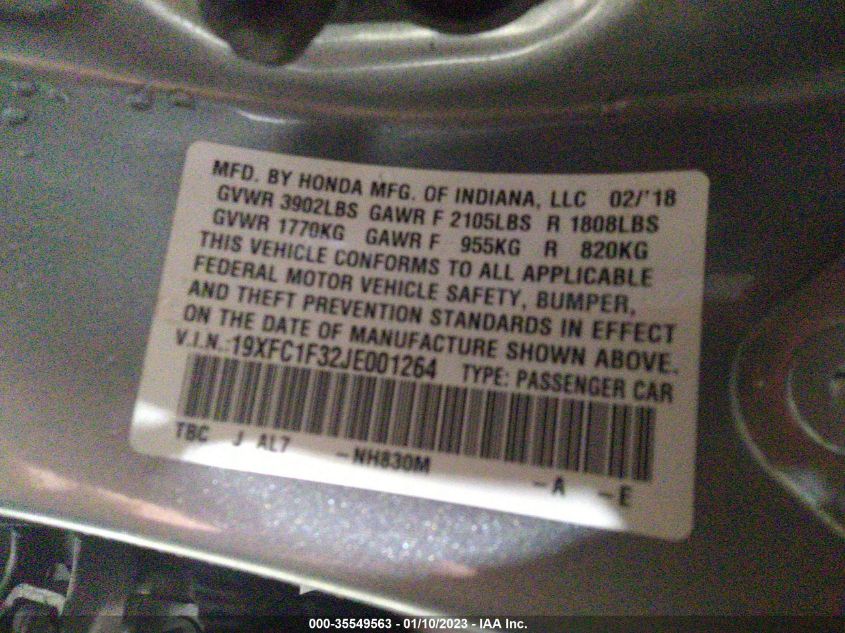 MFD. BY HONDA MFG. OF INDIANA, LLC 02/'18
GVWR 3902LBS GAWR F 2105LBS R 1808LBS
GVWR 1770KG GAWR F 955KG R 820KG
THIS VEHICLE CONFORMS TO ALL APPLICABLE
FEDERAL MOTOR VEHICLE SAFETY, BUMPER,
AND THEFT PREVENTION STANDARDS IN EFFECT
ON THE DATE OF MANUFACTURE SHOWN ABOVE.
V.I.N.:19XFC1F32JE001264 TYPE: PASSENGER CAR
TBC J AL7 -NH830M -A -E
000-35549563 - 01/10/2023 - IAA Inc.